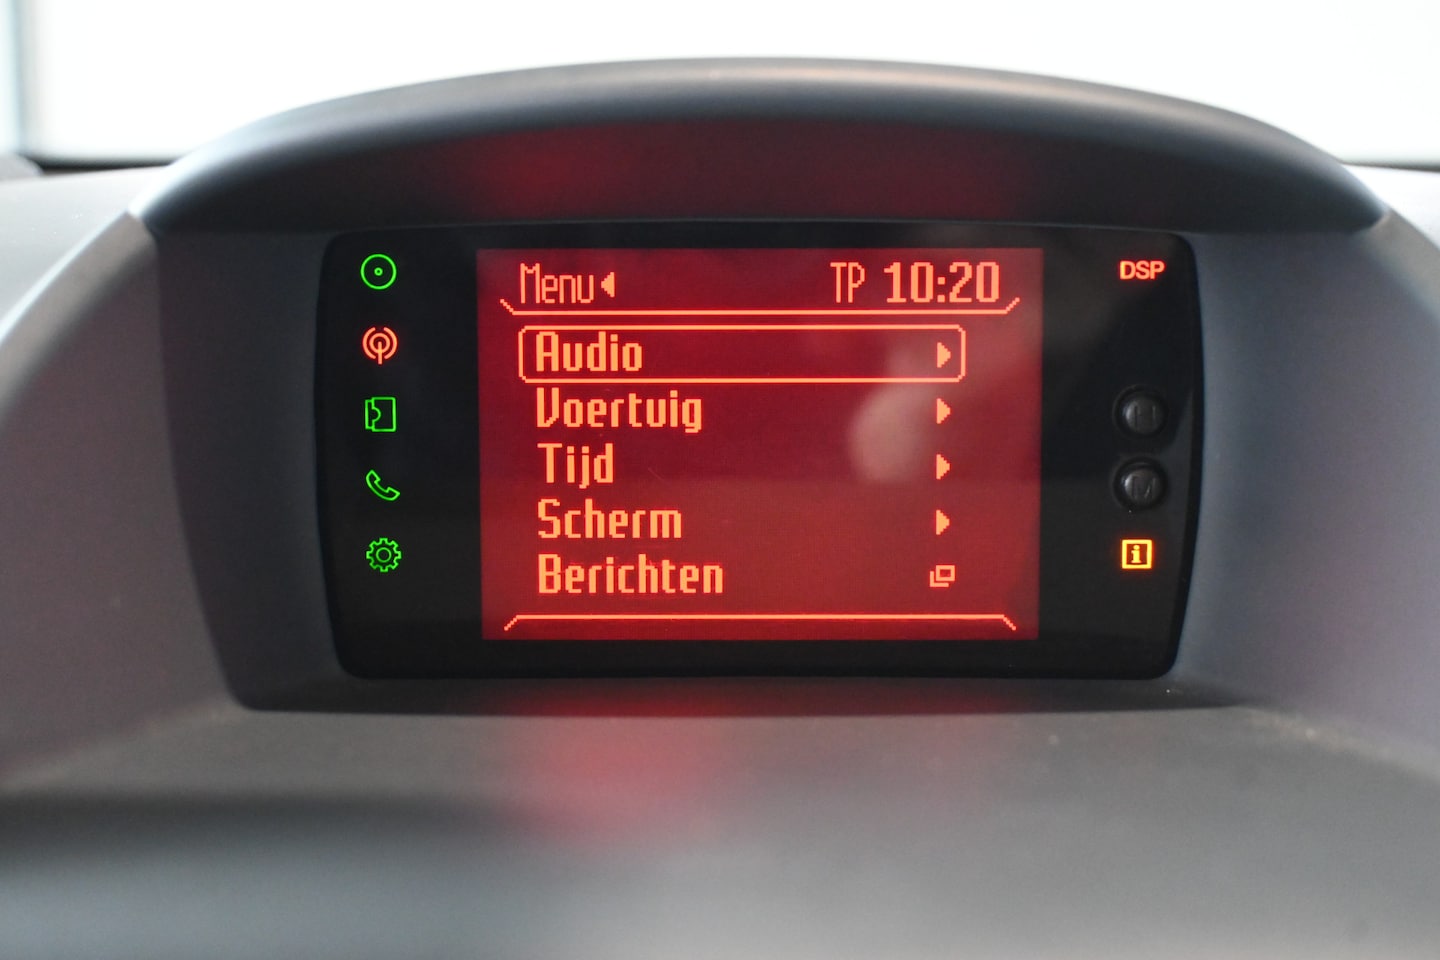 Menu TP 10:20
DSP
Audio
Voertuig
Tijd
Scherm
Berichten
H
M
i